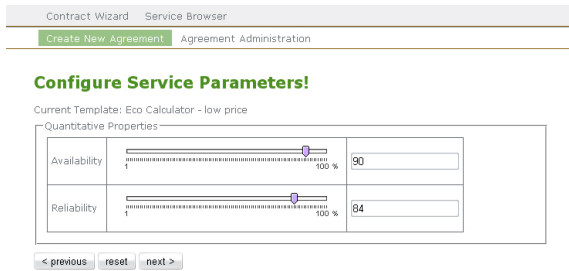 Contract Wizard Service Browser
Create New Agreement Agreement Administration
Configure Service Parameters!
Current Template: Eco Calculator - low price
Quantitative Properties
Availability 1 100 % 90
Reliability 1 100 % 84
< previous reset next >